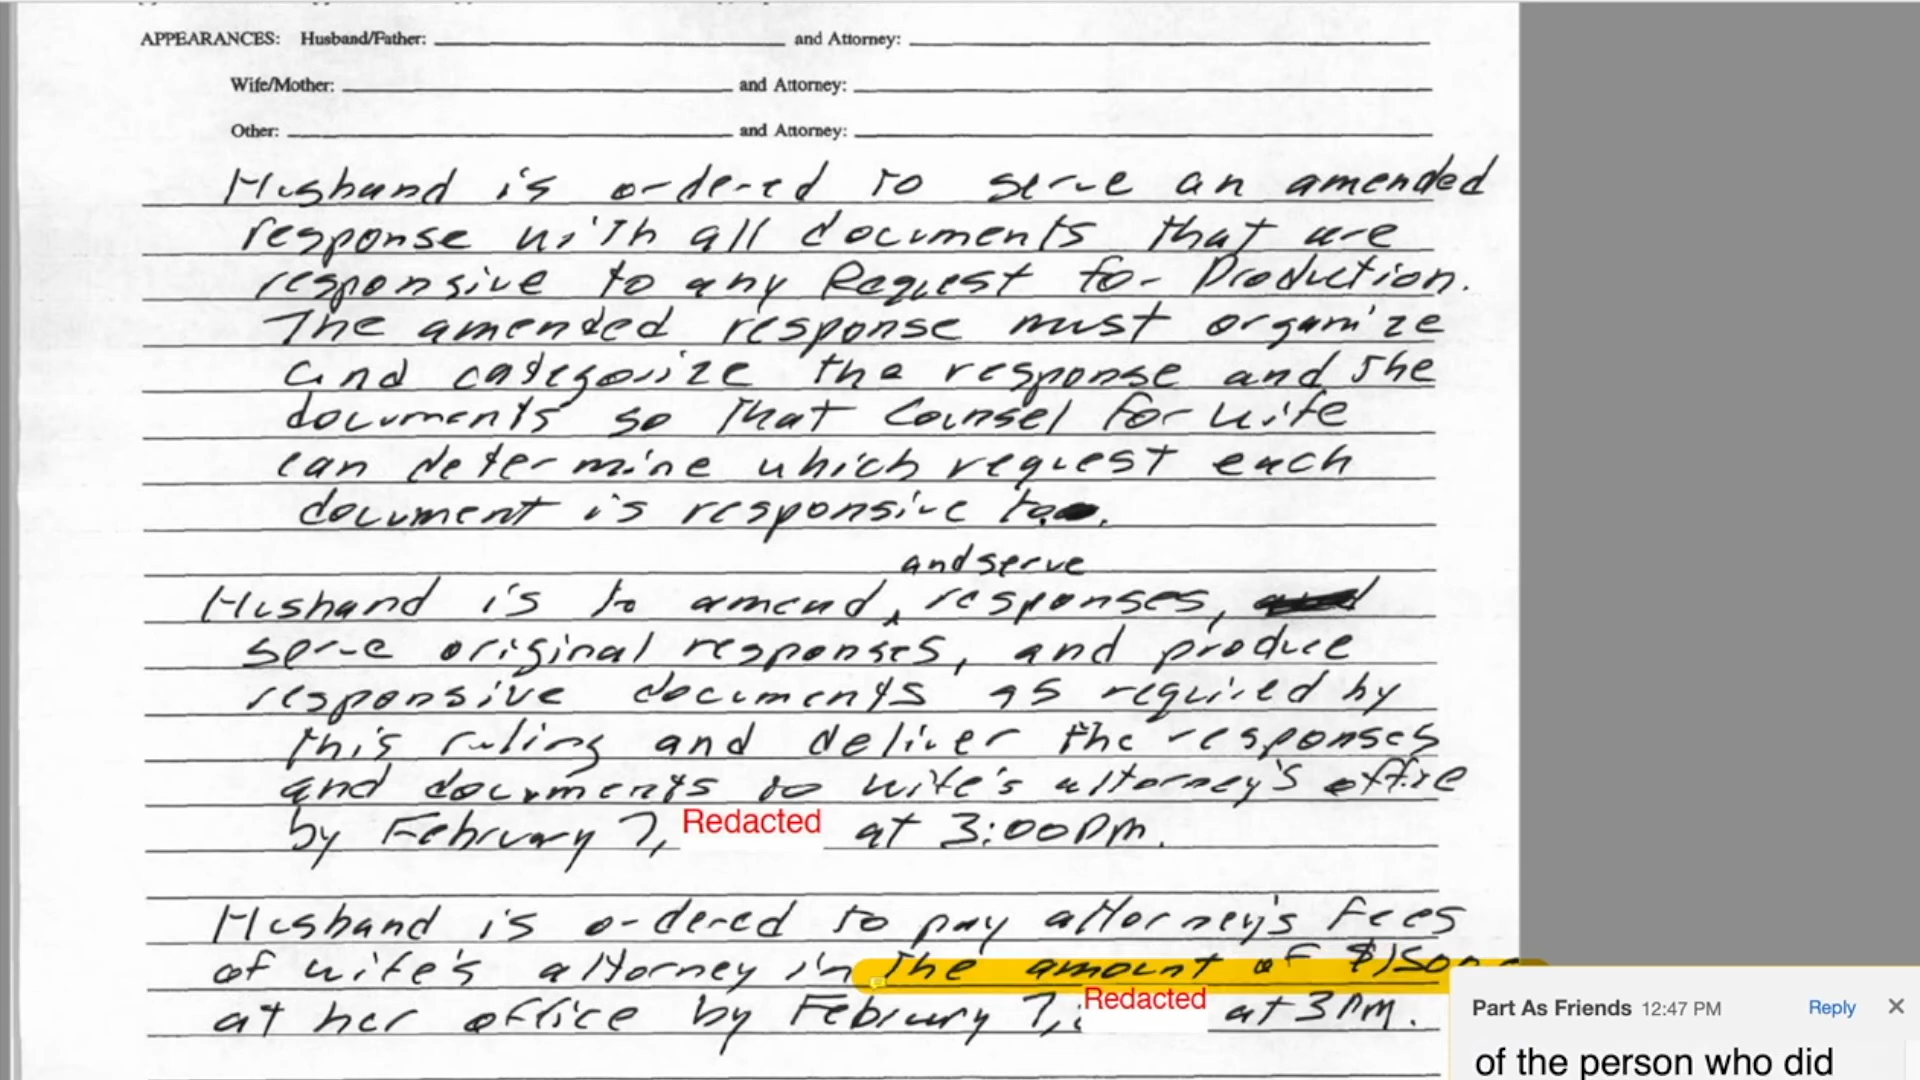 APPEARANCES: Husband/Father: and Attorney:
Wife/Mother: and Attorney:
Other: and Attorney:
Husband is ordered to serve an amended
response with all documents that are
responsive to any Request for Production.
The amended response must organize
and categorize the response and the
documents so that Counsel for wife
can determine which request each
document is responsive to.
and serve
Husband is to amend, responses,
serve original responses, and produce
responsive documents as required by
this ruling and deliver the responses
and documents to wife's attorney's office
by February 7, Redacted at 3:00 PM.
Husband is ordered to pay attorney's fees
of wife's attorney in the amount of
at her office by February 7, Redacted at 3 PM.
Part As Friends 12:47 PM Reply ×
of the person who did